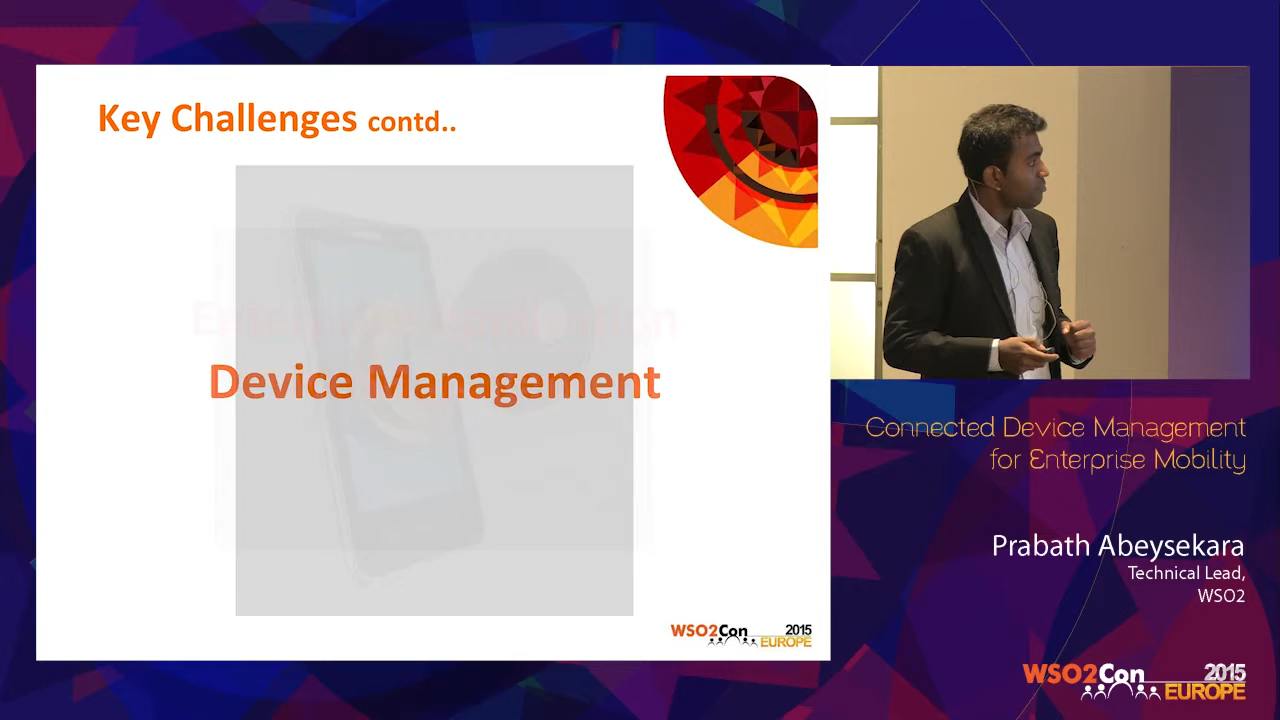 Key Challenges contd..
Device Management
WSO2Con 2015
EUROPE
Connected Device Management
for Enterprise Mobility
Prabath Abeysekara
Technical Lead,
WSO2
WSO2Con 2015
EUROPE